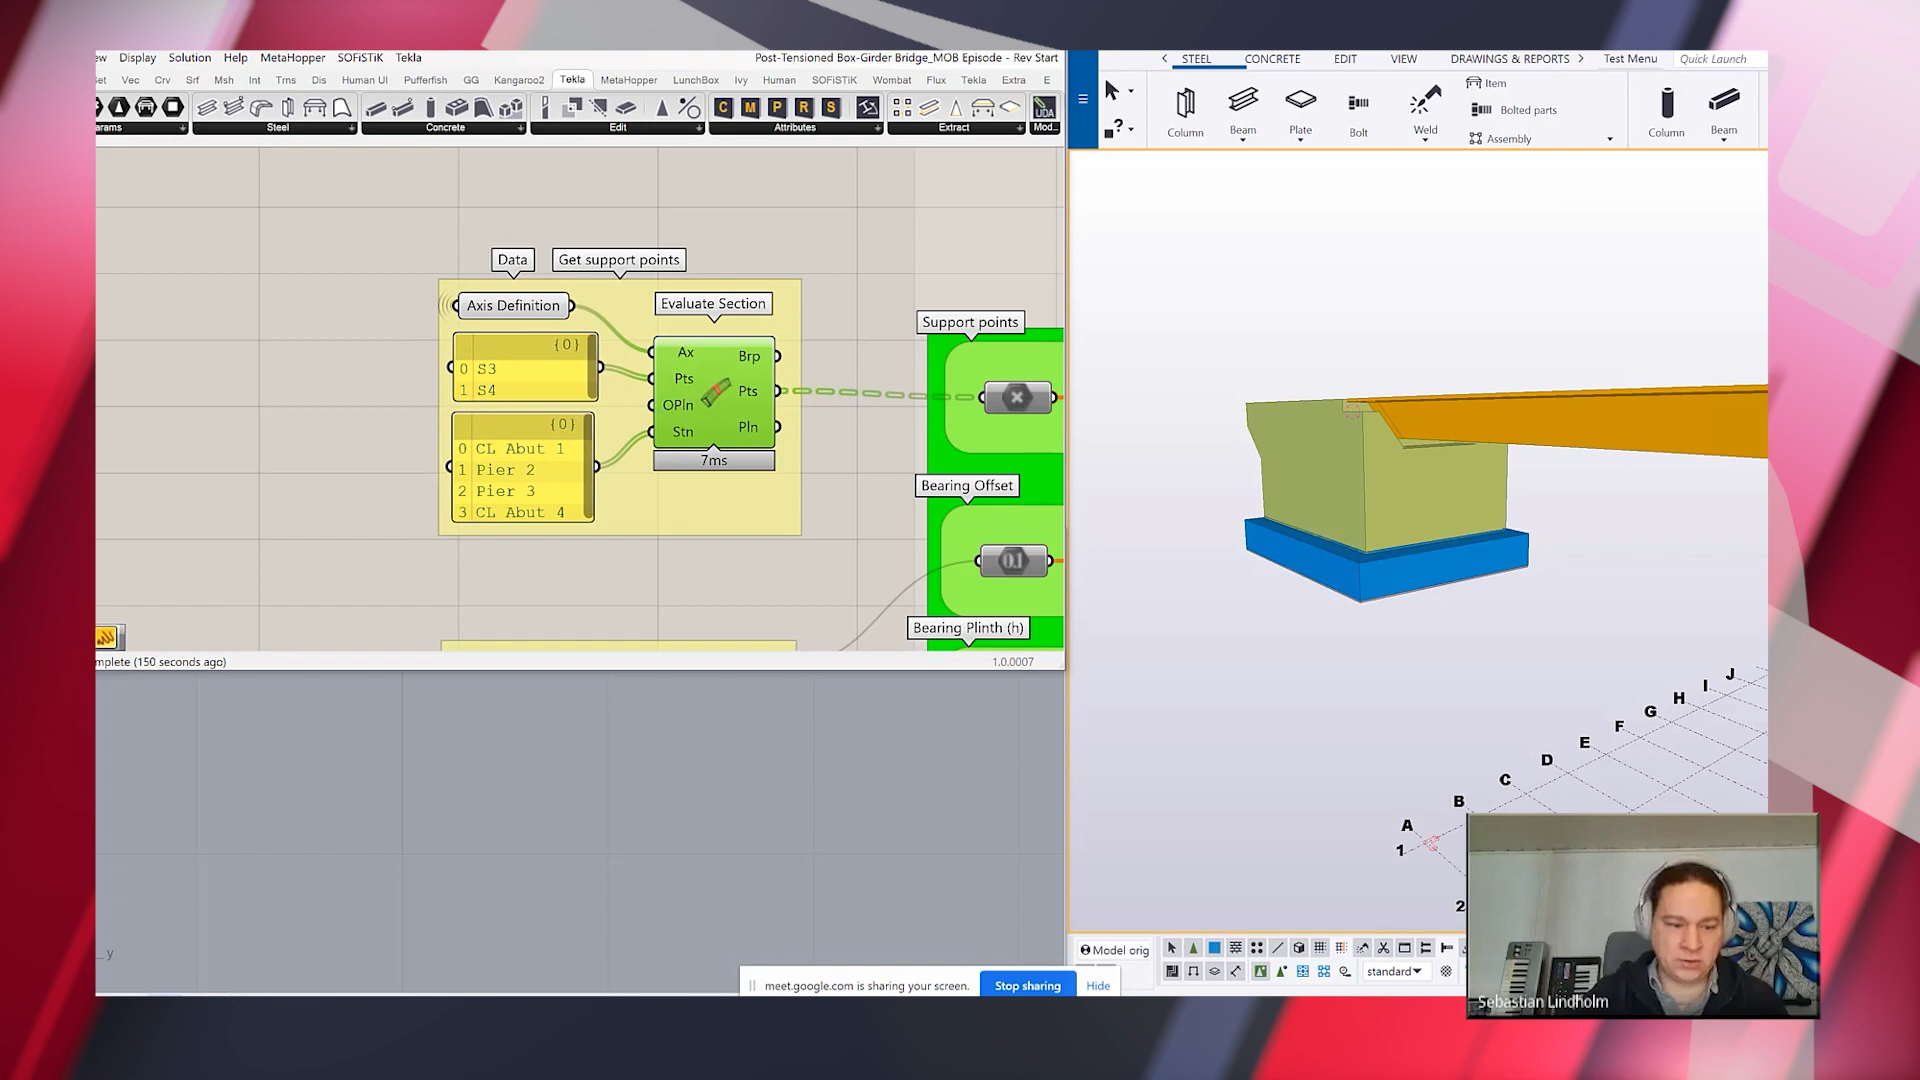 ew Display Solution Help MetaHopper SOFiSTiK Tekla
Post-Tensioned Box-Girder Bridge_MOB Episode - Rev Start
Set Vec Crv Srf Msh Int Trns Dis Human UI Pufferfish GG Kangaroo2 Tekla MetaHopper LunchBox Ivy Human SOFiSTiK Wombat Flux Tekla Extra E
C M P R S UDA
arams Steel Concrete Edit Attributes Extract Mod...
Data
Get support points
Axis Definition
Evaluate Section
{0}
0 S3
1 S4
{0}
0 CL Abut 1
1 Pier 2
2 Pier 3
3 CL Abut 4
Ax
Pts
OPln
Stn
Brp
Pts
Pln
7ms
Support points
Bearing Offset
0.1
Bearing Plinth (h)
mplete (150 seconds ago)
1.0.0007
y
STEEL CONCRETE EDIT VIEW DRAWINGS & REPORTS Test Menu Quick Launch
Column
Beam
Plate
Bolt
Weld
Item
Bolted parts
Assembly
Column
Beam
J
I
H
G
F
E
D
C
B
A
1
2
Model orig
standard
meet.google.com is sharing your screen.
Stop sharing
Hide
Sebastian Lindholm